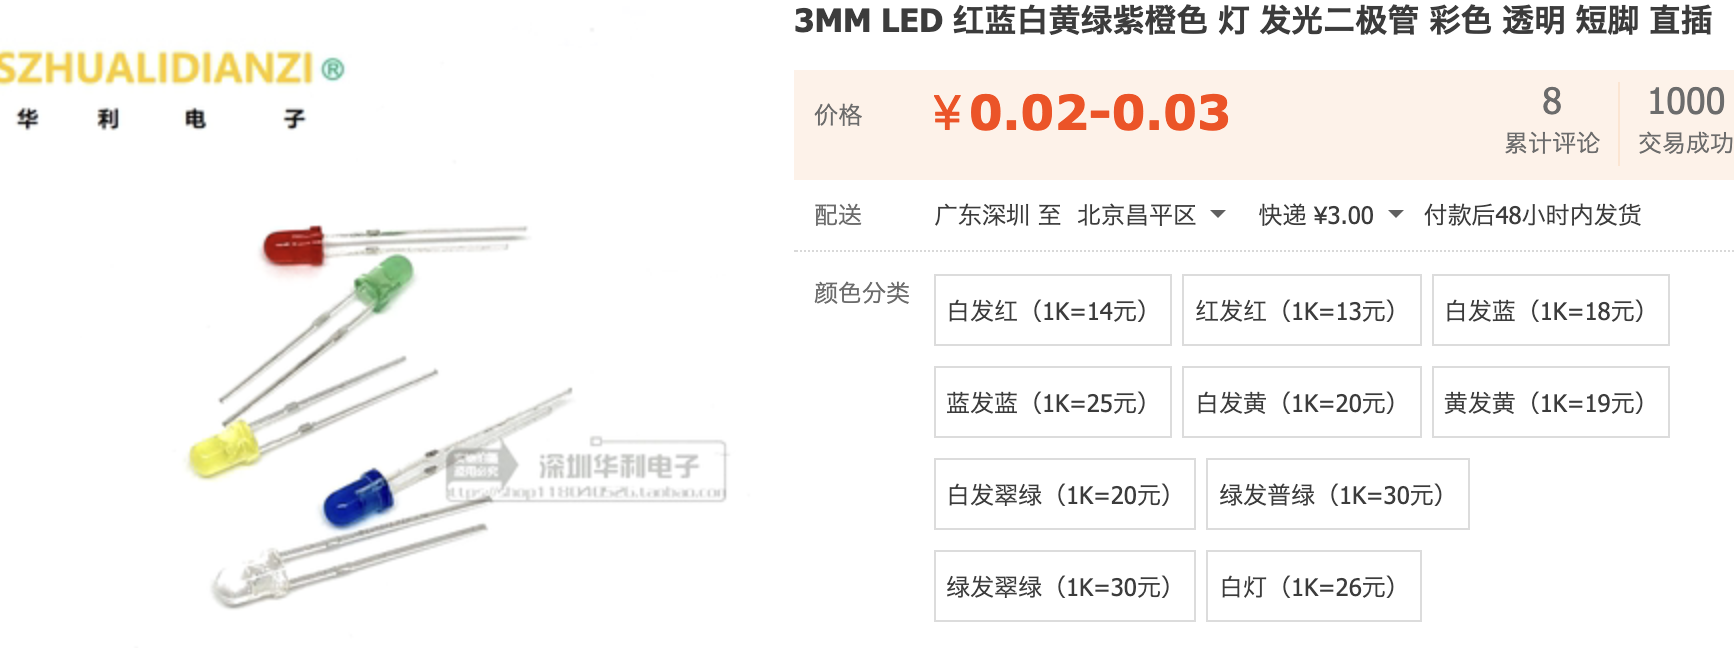 SZHUALIDIANZI®
华 利 电 子
深圳华利电子
盗用必究
https://shop118040526.taobao.com
3MM LED 红蓝白黄绿紫橙色 灯 发光二极管 彩色 透明 短脚 直插
价格 ¥0.02-0.03
8 1000
累计评论 交易成功
配送 广东深圳 至 北京昌平区 快递 ¥3.00 付款后48小时内发货
颜色分类
白发红（1K=14元） 红发红（1K=13元） 白发蓝（1K=18元）
蓝发蓝（1K=25元） 白发黄（1K=20元） 黄发黄（1K=19元）
白发翠绿（1K=20元） 绿发普绿（1K=30元）
绿发翠绿（1K=30元） 白灯（1K=26元）